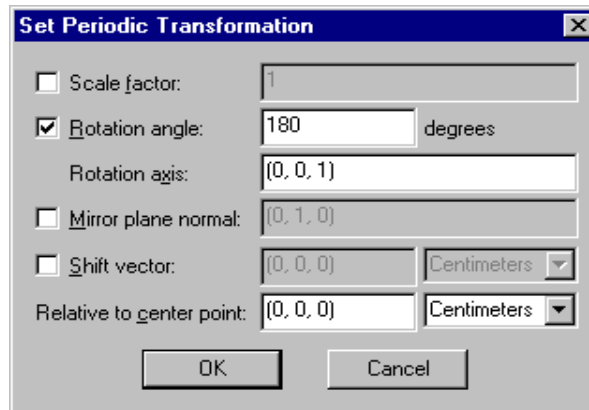 Set Periodic Transformation
Scale factor: 1
Rotation angle: 180 degrees
Rotation axis: (0, 0, 1)
Mirror plane normal: (0, 1, 0)
Shift vector: (0, 0, 0) Centimeters
Relative to center point: (0, 0, 0) Centimeters
OK Cancel